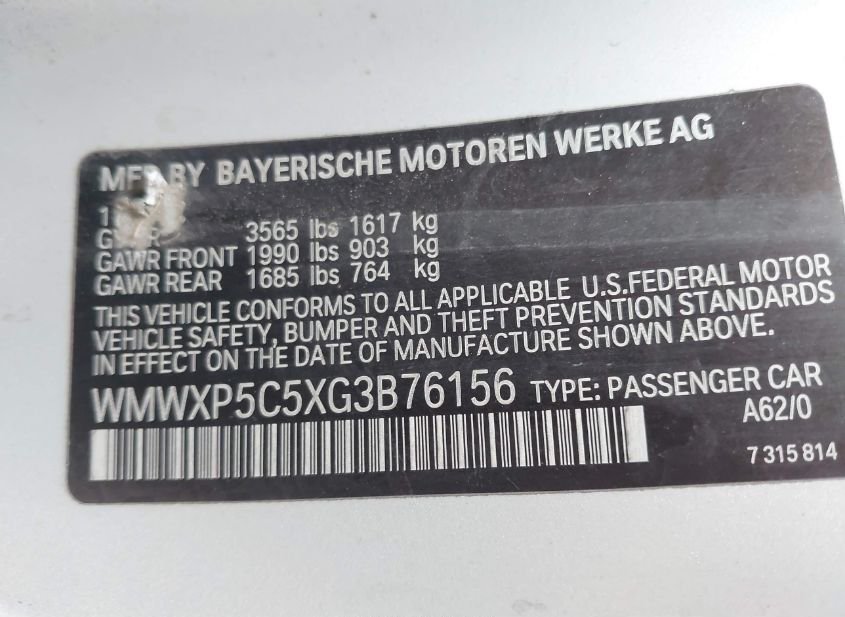 MFD BY BAYERISCHE MOTOREN WERKE AG
3565 lbs 1617 kg
GAWR FRONT 1990 lbs 903 kg
GAWR REAR 1685 lbs 764 kg
THIS VEHICLE CONFORMS TO ALL APPLICABLE U.S.FEDERAL MOTOR
VEHICLE SAFETY, BUMPER AND THEFT PREVENTION STANDARDS
IN EFFECT ON THE DATE OF MANUFACTURE SHOWN ABOVE.
WMWXP5C5XG3B76156 TYPE: PASSENGER CAR
A62/0
7 315 814